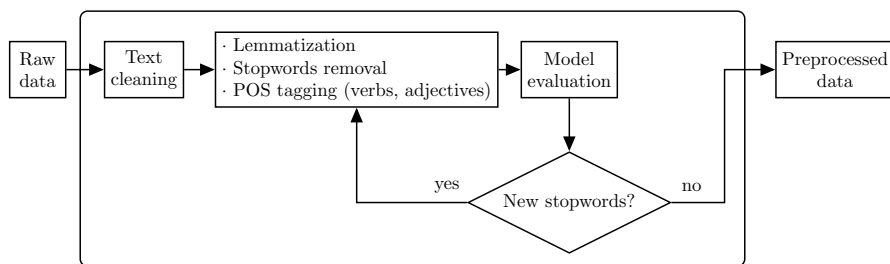 Raw
data
Text
cleaning
· Lemmatization
· Stopwords removal
· POS tagging (verbs, adjectives)
Model
evaluation
Preprocessed
data
yes
New stopwords?
no